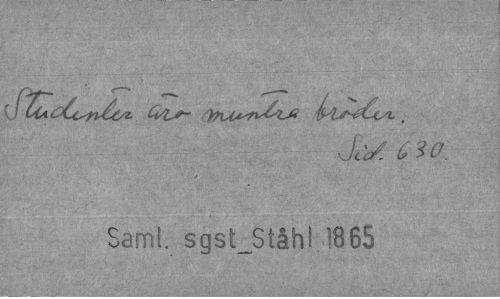 Studenter äro muntra bröder.
Sid. 630.
Saml. sgst_Ståhl 1865